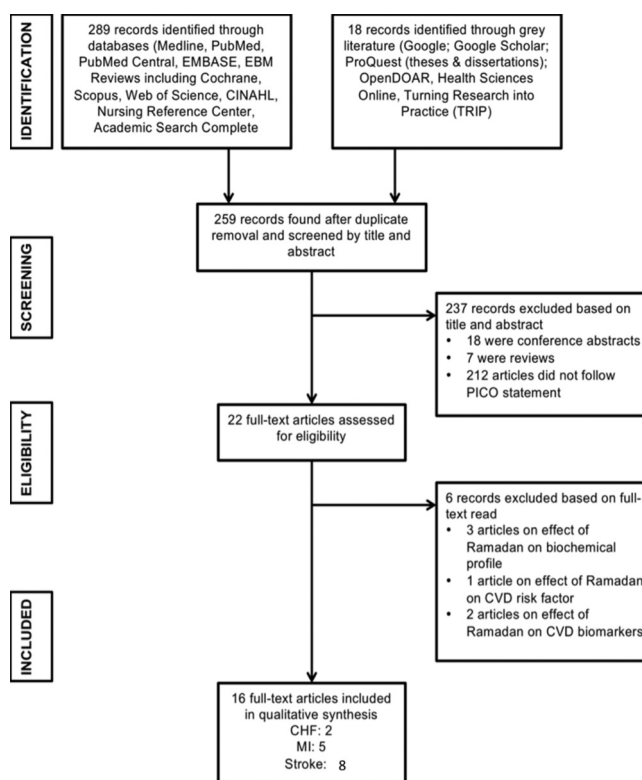 IDENTIFICATION
289 records identified through
databases (Medline, PubMed,
PubMed Central, EMBASE, EBM
Reviews including Cochrane,
Scopus, Web of Science, CINAHL,
Nursing Reference Center,
Academic Search Complete
18 records identified through grey
literature (Google; Google Scholar;
ProQuest (theses & dissertations);
OpenDOAR, Health Sciences
Online, Turning Research into
Practice (TRIP)
SCREENING
259 records found after duplicate
removal and screened by title and
abstract
237 records excluded based on
title and abstract
• 18 were conference abstracts
• 7 were reviews
• 212 articles did not follow
PICO statement
ELIGIBILITY
22 full-text articles assessed
for eligibility
6 records excluded based on full-
text read
• 3 articles on effect of
Ramadan on biochemical
profile
• 1 article on effect of Ramadan
on CVD risk factor
• 2 articles on effect of
Ramadan on CVD biomarkers
INCLUDED
16 full-text articles included
in qualitative synthesis
CHF: 2
MI: 5
Stroke: 8